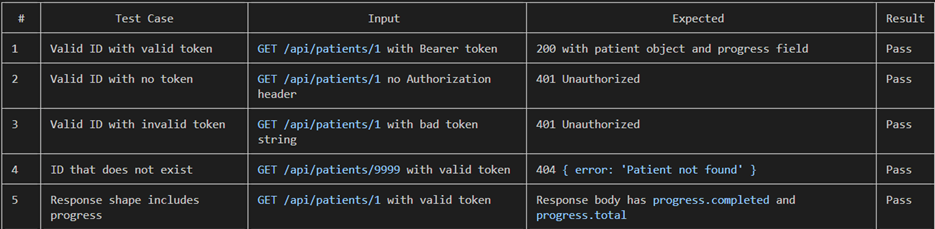 # Test Case Input Expected Result
1 Valid ID with valid token GET /api/patients/1 with Bearer token 200 with patient object and progress field Pass
2 Valid ID with no token GET /api/patients/1 no Authorization header 401 Unauthorized Pass
3 Valid ID with invalid token GET /api/patients/1 with bad token string 401 Unauthorized Pass
4 ID that does not exist GET /api/patients/9999 with valid token 404 { error: 'Patient not found' } Pass
5 Response shape includes progress GET /api/patients/1 with valid token Response body has progress.completed and progress.total Pass